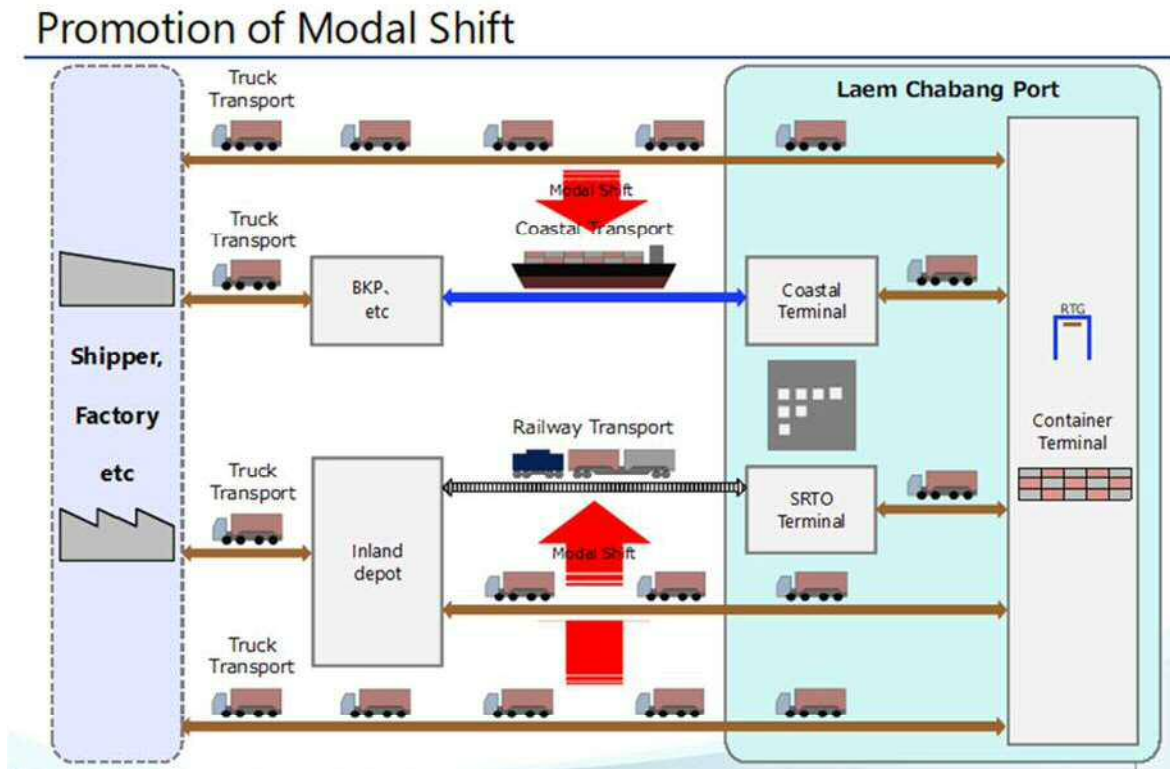 Promotion of Modal Shift
Truck
Transport
Laem Chabang Port
Modal Shift
Truck
Transport
Coastal Transport
BKP、
etc
Coastal
Terminal
RTG
Shipper,
Factory
etc
Railway Transport
Container
Terminal
Truck
Transport
SRTO
Terminal
Inland
depot
Modal Shift
Truck
Transport